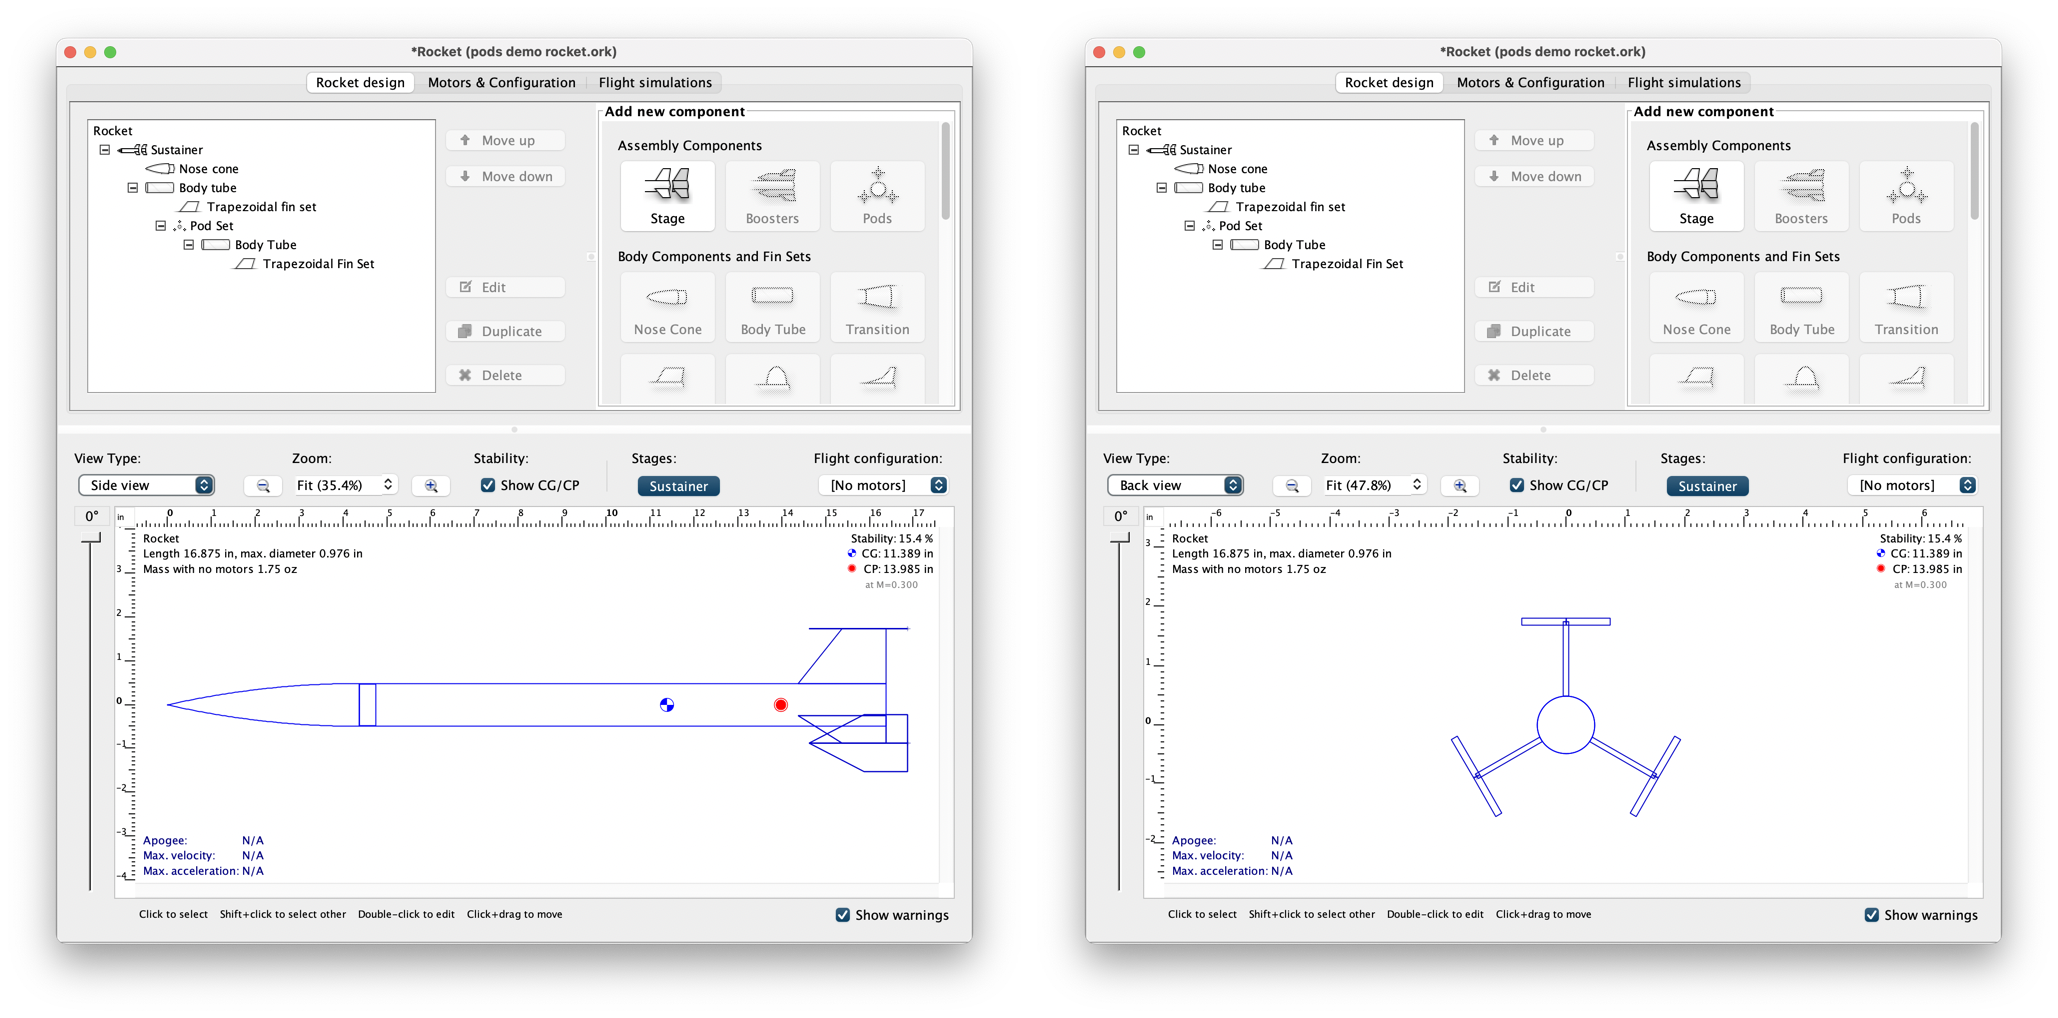 *Rocket (pods demo rocket.ork)
Rocket design Motors & Configuration Flight simulations
Rocket
Sustainer
Nose cone
Body tube
Trapezoidal fin set
Pod Set
Body Tube
Trapezoidal Fin Set
Move up
Move down
Edit
Duplicate
Delete
Add new component
Assembly Components
Stage Boosters Pods
Body Components and Fin Sets
Nose Cone Body Tube Transition
View Type: Zoom: Stability: Stages: Flight configuration:
Side view Fit (35.4%) Show CG/CP Sustainer [No motors]
0° in 0 1 2 3 4 5 6 7 8 9 10 11 12 13 14 15 16 17
3
2
1
0
-1
-2
-3
-4
Rocket
Length 16.875 in, max. diameter 0.976 in
Mass with no motors 1.75 oz
Stability: 15.4 %
CG: 11.389 in
CP: 13.985 in
at M=0.300
Apogee: N/A
Max. velocity: N/A
Max. acceleration: N/A
Click to select Shift+click to select other Double-click to edit Click+drag to move
Show warnings
*Rocket (pods demo rocket.ork)
Rocket design Motors & Configuration Flight simulations
Rocket
Sustainer
Nose cone
Body tube
Trapezoidal fin set
Pod Set
Body Tube
Trapezoidal Fin Set
Move up
Move down
Edit
Duplicate
Delete
Add new component
Assembly Components
Stage Boosters Pods
Body Components and Fin Sets
Nose Cone Body Tube Transition
View Type: Zoom: Stability: Stages: Flight configuration:
Back view Fit (47.8%) Show CG/CP Sustainer [No motors]
0° in -6 -5 -4 -3 -2 -1 0 1 2 3 4 5 6
3
2
1
0
-1
-2
Rocket
Length 16.875 in, max. diameter 0.976 in
Mass with no motors 1.75 oz
Stability: 15.4 %
CG: 11.389 in
CP: 13.985 in
at M=0.300
Apogee: N/A
Max. velocity: N/A
Max. acceleration: N/A
Click to select Shift+click to select other Double-click to edit Click+drag to move
Show warnings